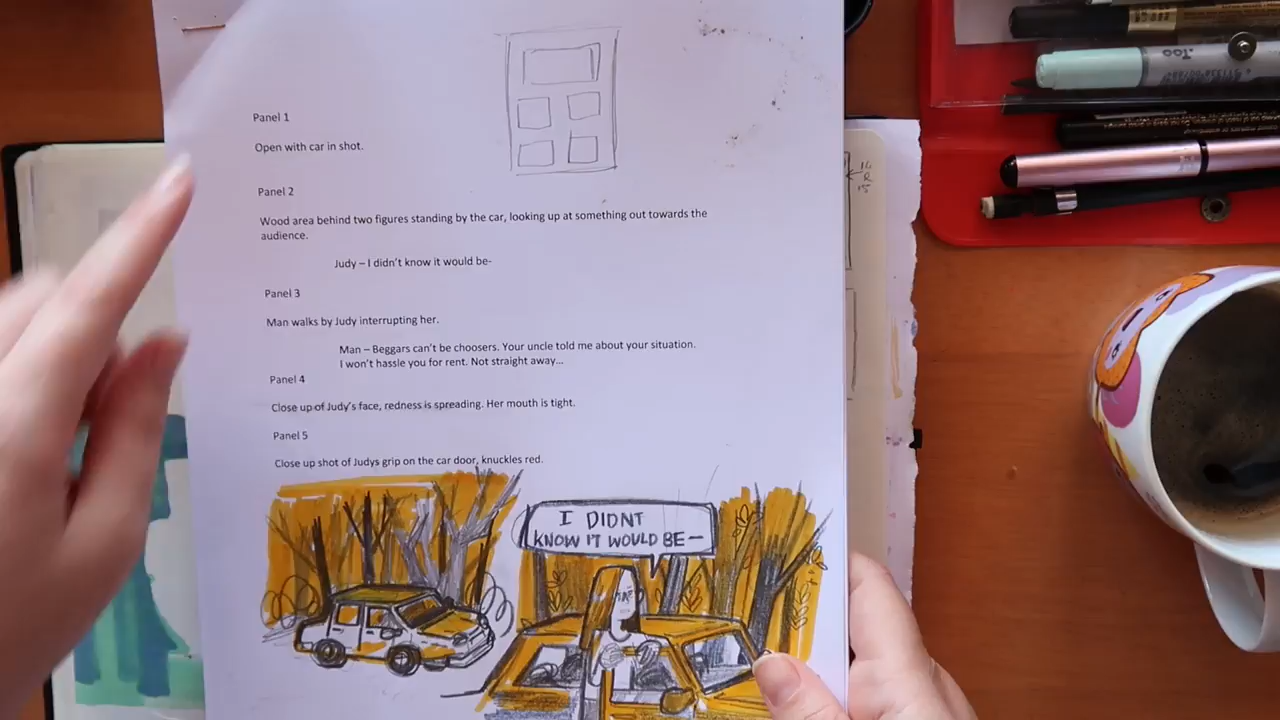 Panel 1
Open with car in shot.
Panel 2
Wood area behind two figures standing by the car, looking up at something out towards the
audience.
Judy – I didn't know it would be-
Panel 3
Man walks by Judy interrupting her.
Man – Beggars can't be choosers. Your uncle told me about your situation.
I won't hassle you for rent. Not straight away...
Panel 4
Close up of Judy's face, redness is spreading. Her mouth is tight.
Panel 5
Close up shot of Judys grip on the car door, knuckles red.
I DIDNT
KNOW IT WOULD BE—